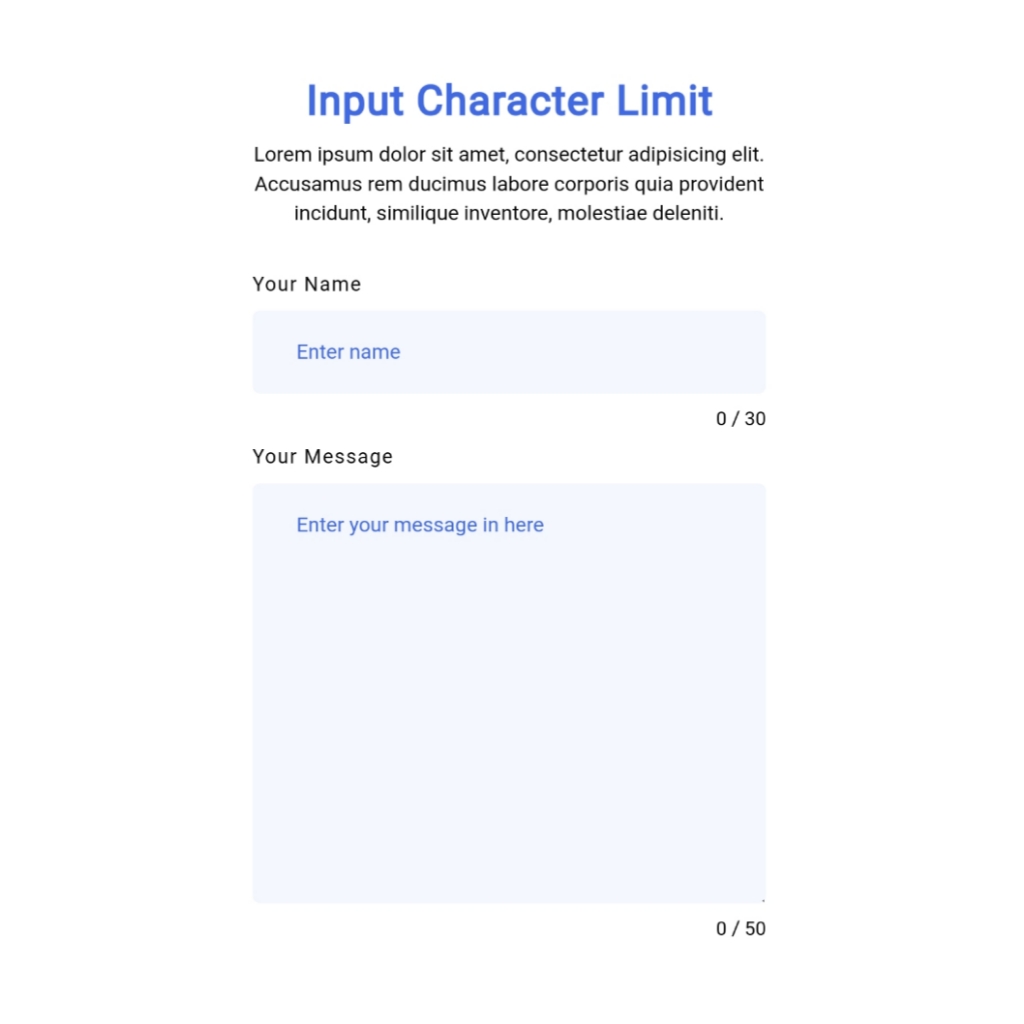 Input Character Limit
Lorem ipsum dolor sit amet, consectetur adipisicing elit.
Accusamus rem ducimus labore corporis quia provident
incidunt, similique inventore, molestiae deleniti.
Your Name
Enter name
0 / 30
Your Message
Enter your message in here
0 / 50